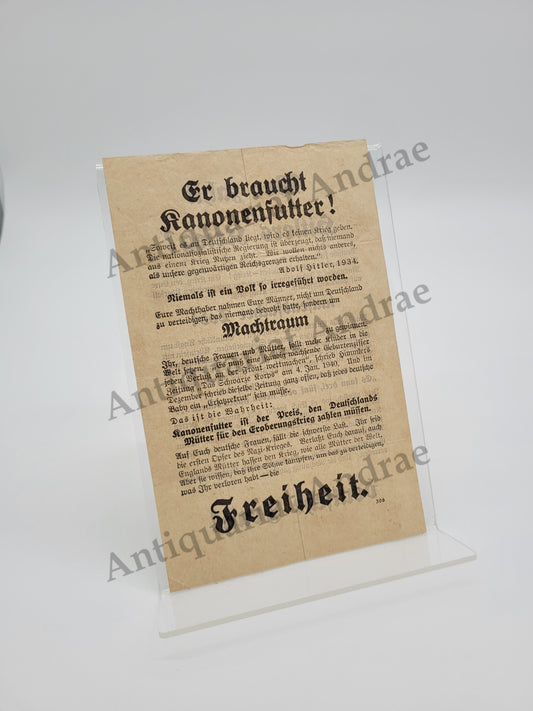 Er braucht
Kanonenfutter!
„Soweit es an Deutschland liegt, wird es keinen Krieg geben.
Die nationalsozialistische Regierung ist überzeugt, daß niemand
aus einem Krieg Nutzen zieht. Wir wollen nichts anderes,
als unsere gegenwärtigen Reichsgrenzen erhalten.“
Adolf Hitler, 1934.
Niemals ist ein Volk so irregeführt worden.
Eure Machthaber nahmen Eure Männer, nicht um Deutschland
zu verteidigen, das niemand bedroht hatte, sondern um
Machtraum
zu gewinnen.
Ihr, deutsche Frauen und Mütter, sollt mehr Kinder in die
Welt setzen. „Uns muß eine künftig wachsende Geburtenziffer
jeden Verlust an der Front wettmachen“, schrieb Himmlers
Zeitung „Das Schwarze Korps“ am 4. Jan. 1940. Und im
Dezember schrieb dieselbe Zeitung ganz offen, daß jedes deutsche
Baby ein „Ersatzrekrut“ sein müsse.
Das ist die Wahrheit:
Kanonenfutter ist der Preis, den Deutschlands
Mütter für den Eroberungskrieg zahlen müssen.
Auf Euch deutsche Frauen, fällt die schwerste Last. Ihr seid
die ersten Opfer des Nazi-Krieges. Verlaßt Euch darauf, auch
Englands Mütter hassen den Krieg, wie alle Mütter der Welt.
Aber sie wissen, daß ihre Söhne kämpfen, um das zu verteidigen,
was Ihr verloren habt – die
Freiheit.
306
Antiquariat Andrae
Antiquariat Andrae
Antiquariat Andrae